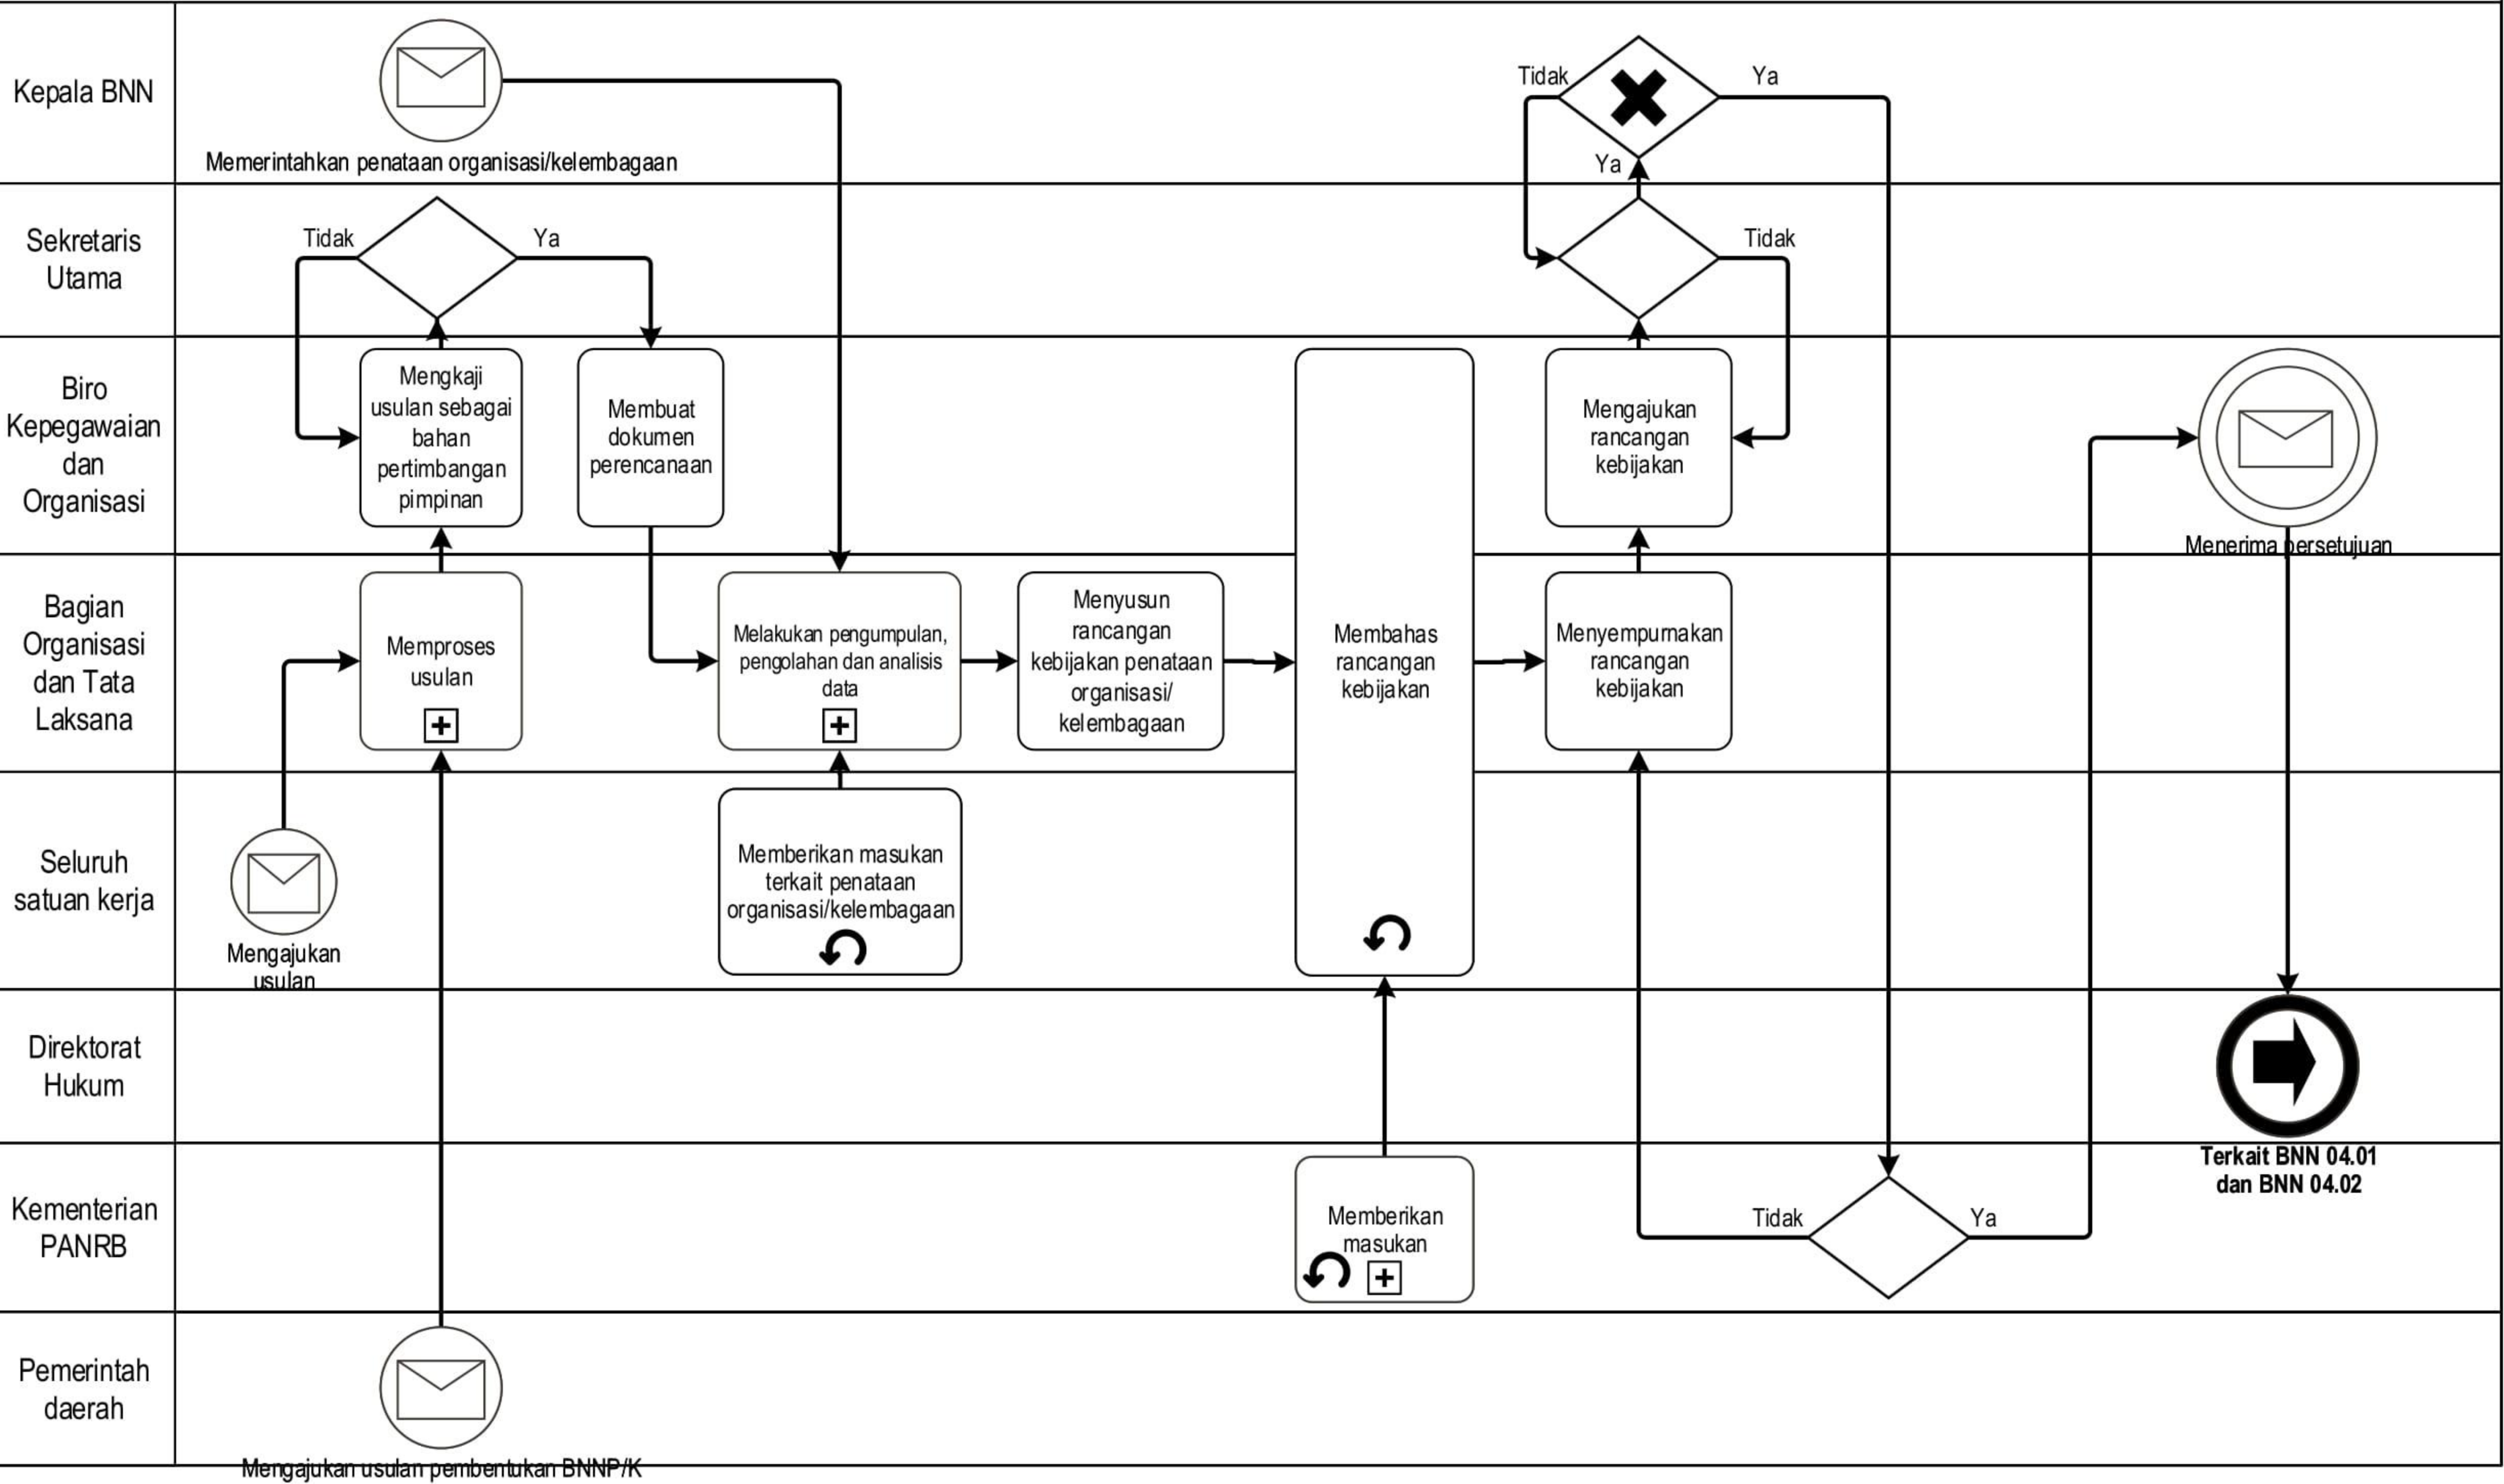 Kepala BNN
Memerintahkan penataan organisasi/kelembagaan
Tidak
Ya
Ya
Sekretaris
Utama
Tidak
Ya
Tidak
Biro
Kepegawaian
dan
Organisasi
Mengkaji
usulan sebagai
bahan
pertimbangan
pimpinan
Membuat
dokumen
perencanaan
Mengajukan
rancangan
kebijakan
Menerima persetujuan
Bagian
Organisasi
dan Tata
Laksana
Memproses
usulan
Melakukan pengumpulan,
pengolahan dan analisis
data
Menyusun
rancangan
kebijakan penataan
organisasi/
kelembagaan
Membahas
rancangan
kebijakan
Menyempurnakan
rancangan
kebijakan
Seluruh
satuan kerja
Mengajukan
usulan
Memberikan masukan
terkait penataan
organisasi/kelembagaan
Direktorat
Hukum
Terkait BNN 04.01
dan BNN 04.02
Kementerian
PANRB
Memberikan
masukan
Tidak
Ya
Pemerintah
daerah
Mengajukan usulan pembentukan BNNP/K